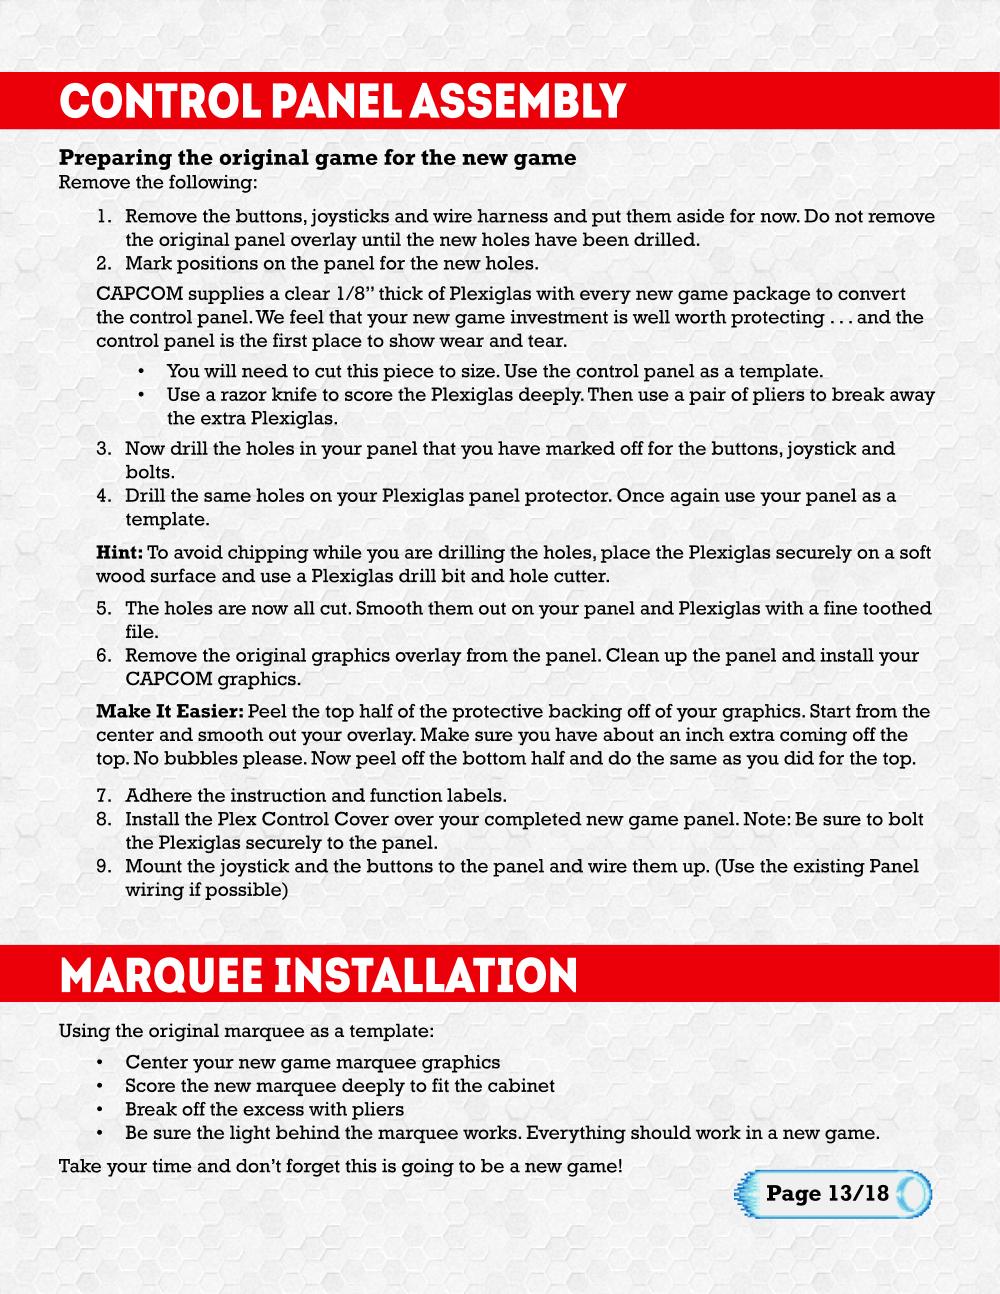 CONTROL PANEL ASSEMBLY
Preparing the original game for the new game
Remove the following:
1. Remove the buttons, joysticks and wire harness and put them aside for now. Do not remove
the original panel overlay until the new holes have been drilled.
2. Mark positions on the panel for the new holes.
CAPCOM supplies a clear 1/8” thick of Plexiglas with every new game package to convert
the control panel. We feel that your new game investment is well worth protecting . . . and the
control panel is the first place to show wear and tear.
• You will need to cut this piece to size. Use the control panel as a template.
• Use a razor knife to score the Plexiglas deeply. Then use a pair of pliers to break away
the extra Plexiglas.
3. Now drill the holes in your panel that you have marked off for the buttons, joystick and
bolts.
4. Drill the same holes on your Plexiglas panel protector. Once again use your panel as a
template.
Hint: To avoid chipping while you are drilling the holes, place the Plexiglas securely on a soft
wood surface and use a Plexiglas drill bit and hole cutter.
5. The holes are now all cut. Smooth them out on your panel and Plexiglas with a fine toothed
file.
6. Remove the original graphics overlay from the panel. Clean up the panel and install your
CAPCOM graphics.
Make It Easier: Peel the top half of the protective backing off of your graphics. Start from the
center and smooth out your overlay. Make sure you have about an inch extra coming off the
top. No bubbles please. Now peel off the bottom half and do the same as you did for the top.
7. Adhere the instruction and function labels.
8. Install the Plex Control Cover over your completed new game panel. Note: Be sure to bolt
the Plexiglas securely to the panel.
9. Mount the joystick and the buttons to the panel and wire them up. (Use the existing Panel
wiring if possible)
MARQUEE INSTALLATION
Using the original marquee as a template:
• Center your new game marquee graphics
• Score the new marquee deeply to fit the cabinet
• Break off the excess with pliers
• Be sure the light behind the marquee works. Everything should work in a new game.
Take your time and don’t forget this is going to be a new game!
Page 13/18